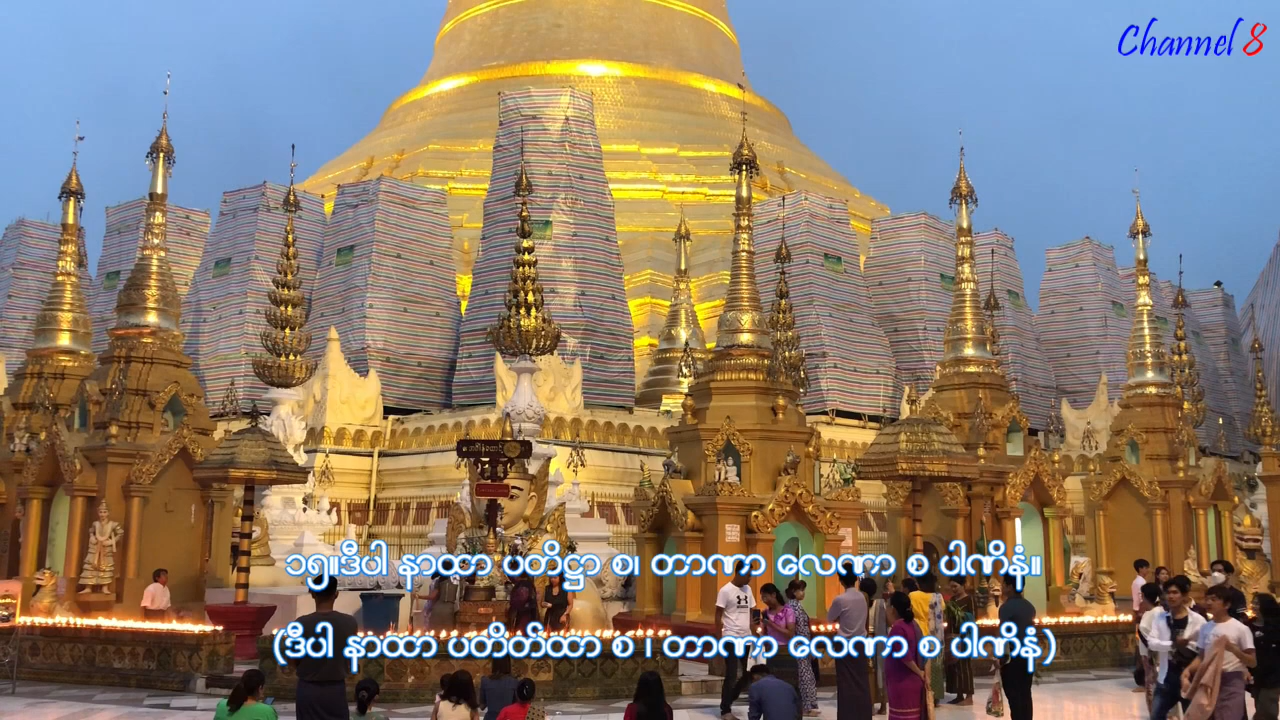 Channel 8
၁၅။ဒီပါ နာထာ ပတိဋ္ဌာ စ၊ တာဏာ လေဏာ စ ပါဏိနံ။
(ဒီပါ နာထာ ပတိတ်ထာ စ ၊ တာဏာ လေဏာ စ ပါဏိနံ)